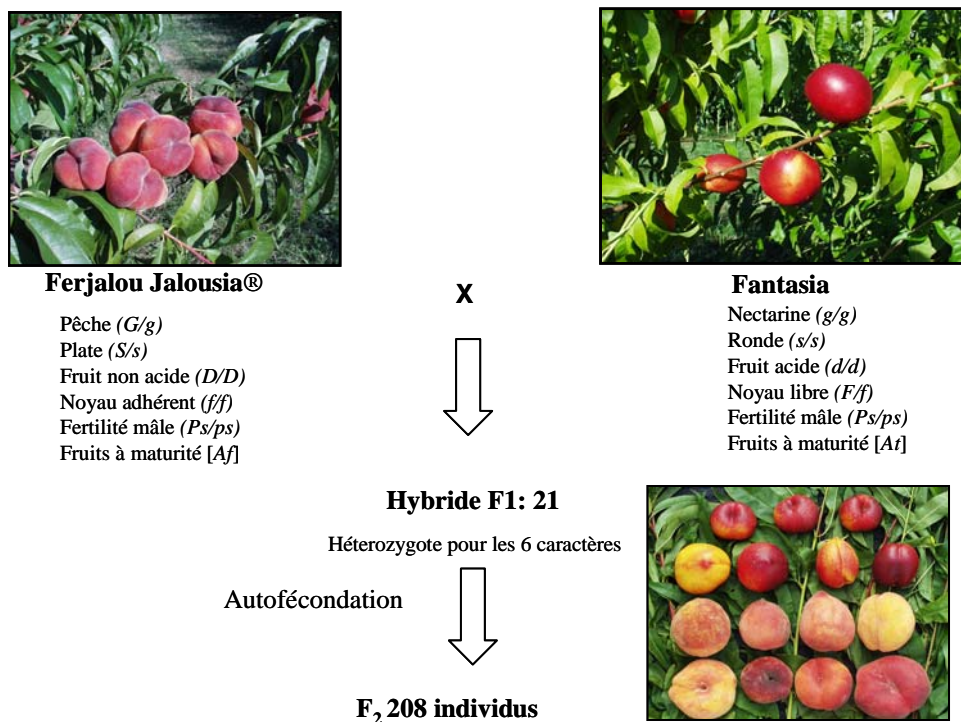 Ferjalou Jalousia®
Pêche (G/g)
Plate (S/s)
Fruit non acide (D/D)
Noyau adhérent (f/f)
Fertilité mâle (Ps/ps)
Fruits à maturité [Af]
X
Fantasia
Nectarine (g/g)
Ronde (s/s)
Fruit acide (d/d)
Noyau libre (F/f)
Fertilité mâle (Ps/ps)
Fruits à maturité [At]
Hybride F1: 21
Héterozygote pour les 6 caractères
Autofécondation
F₂ 208 individus